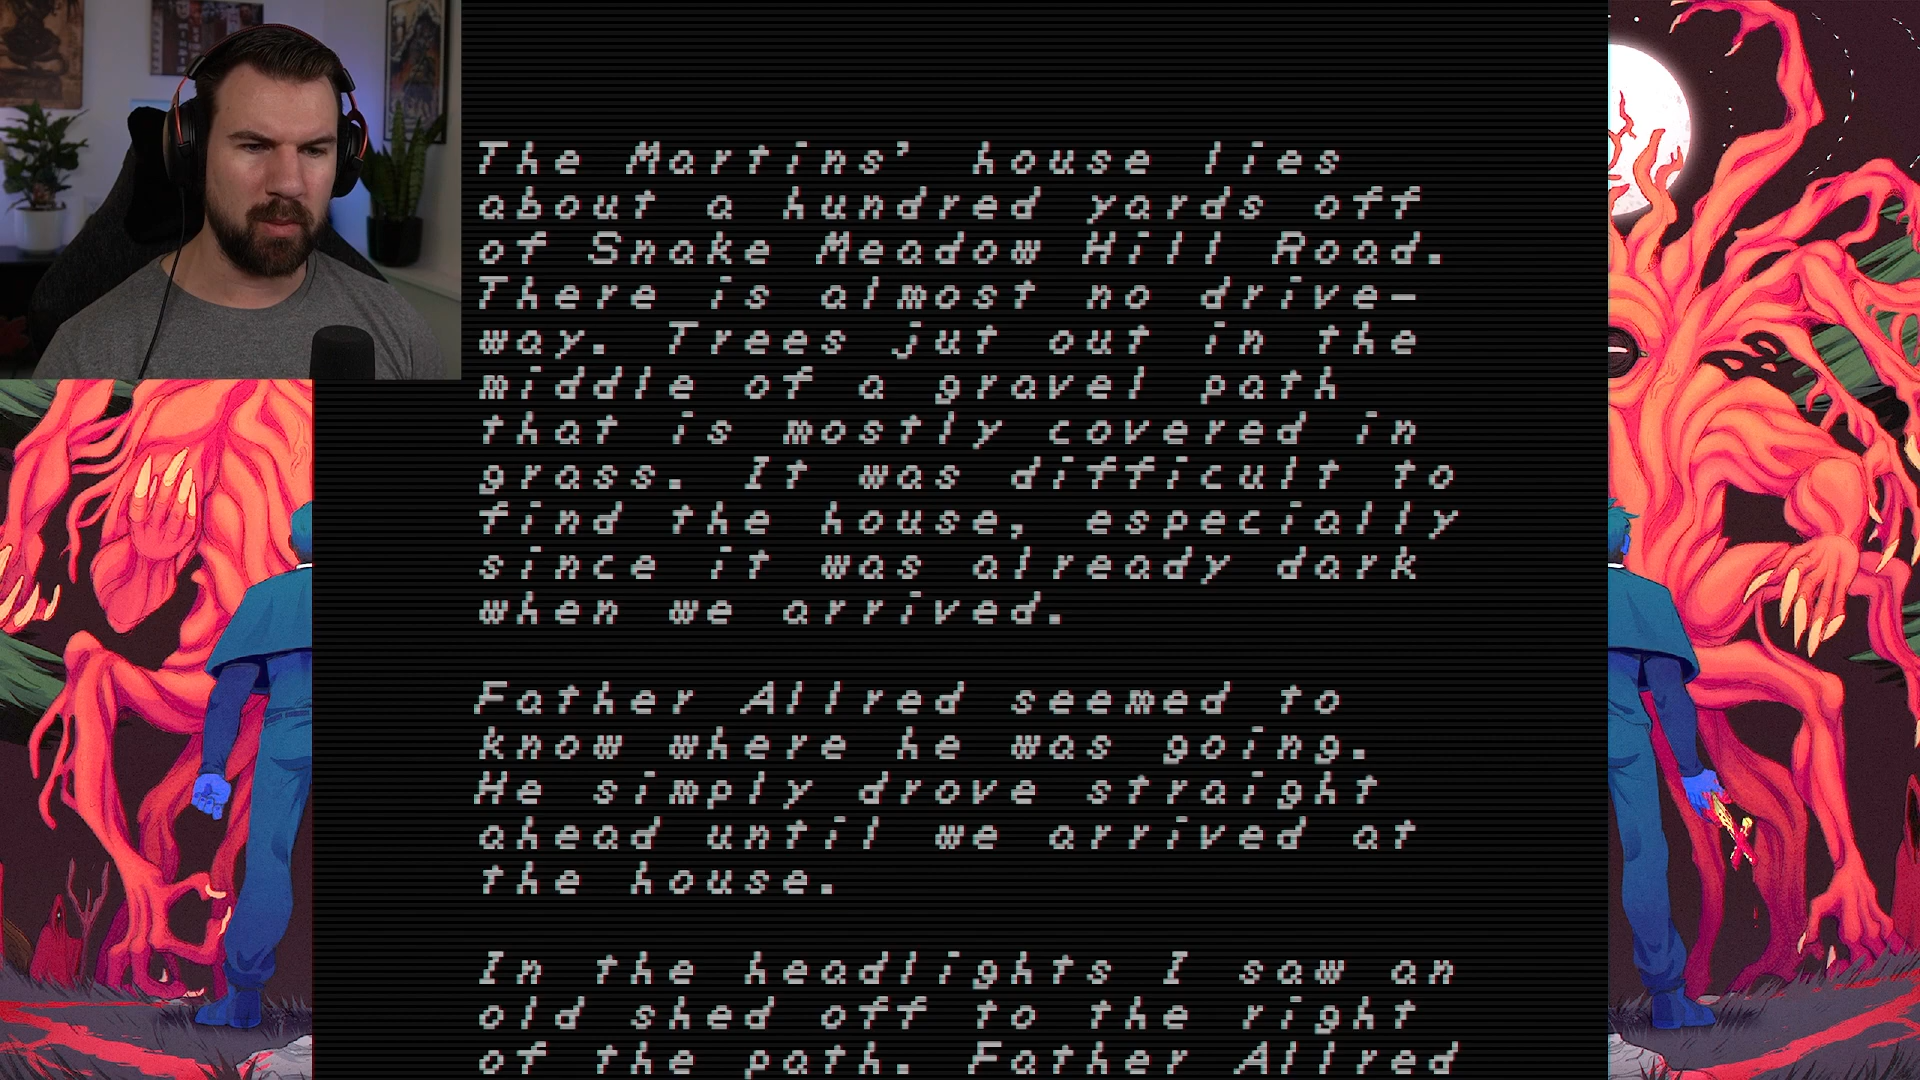 The Martins' house lies
about a hundred yards off
of Snake Meadow Hill Road.
There is almost no drive-
way. Trees jut out in the
middle of a gravel path
that is mostly covered in
grass. It was difficult to
find the house, especially
since it was already dark
when we arrived.
Father Allred seemed to
know where he was going.
He simply drove straight
ahead until we arrived at
the house.
In the headlights I saw an
old shed off to the right
of the path. Father Allred